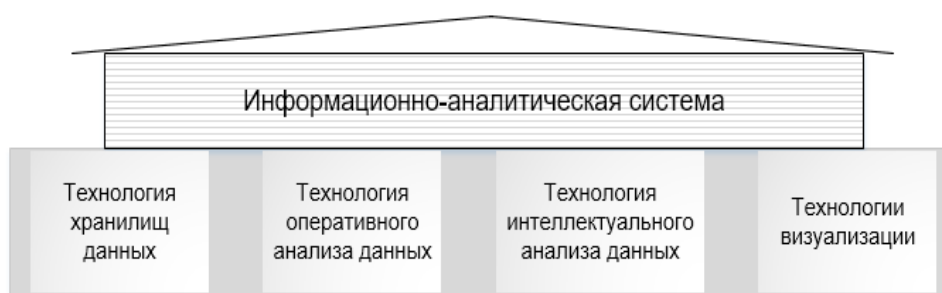 Информационно-аналитическая система
Технология
хранилищ
данных
Технология
оперативного
анализа данных
Технология
интеллектуального
анализа данных
Технологии
визуализации